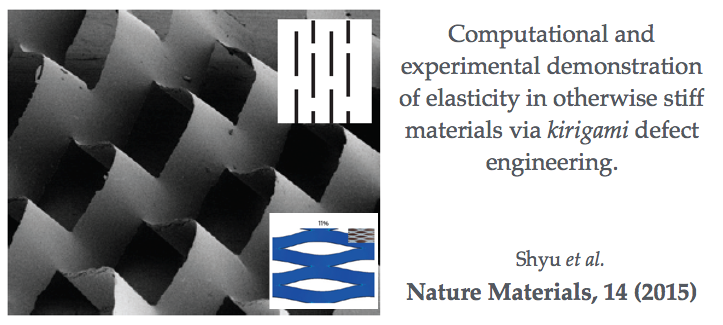 11%
Computational and
experimental demonstration
of elasticity in otherwise stiff
materials via kirigami defect
engineering.
Shyu et al.
Nature Materials, 14 (2015)